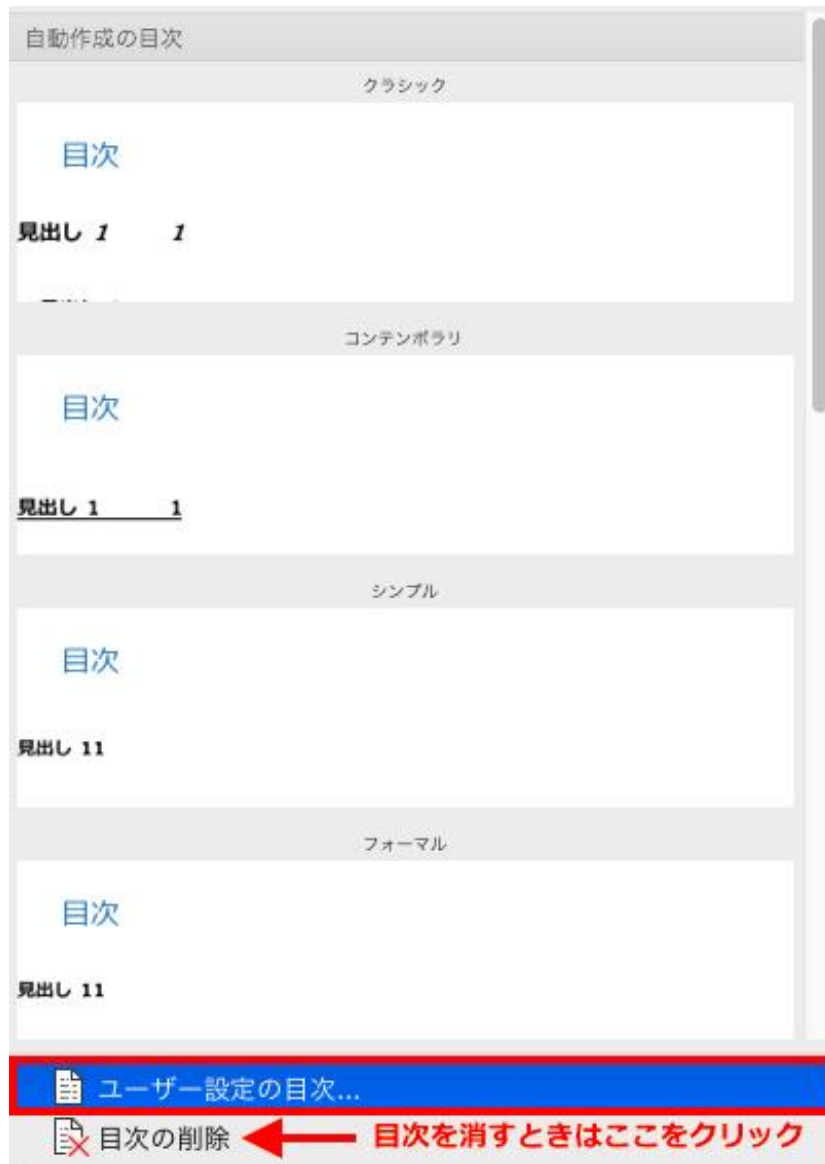 自動作成の目次
クラシック
目次
見出し 1 1
コンテンポラリ
目次
見出し 1 1
シンプル
目次
見出し 11
フォーマル
目次
見出し 11
ユーザー設定の目次...
目次の削除 目次を消すときはここをクリック